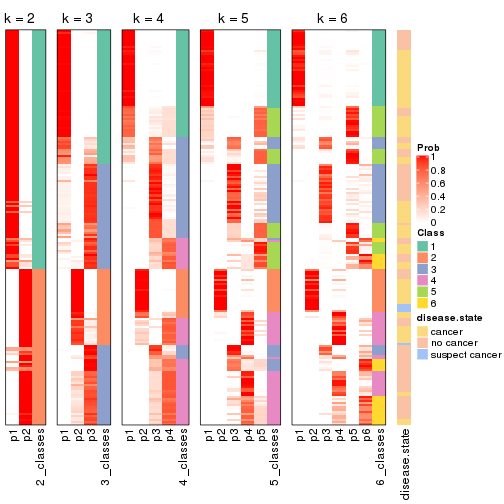 k = 2
k = 3
k = 4
k = 5
k = 6
Prob
1
0.8
0.6
0.4
0.2
0
Class
1
2
3
4
5
6
disease.state
cancer
no cancer
suspect cancer
p1
p2
2_classes
p1
p2
p3
3_classes
p1
p2
p3
p4
4_classes
p1
p2
p3
p4
p5
5_classes
p1
p2
p3
p4
p5
p6
6_classes
disease.state